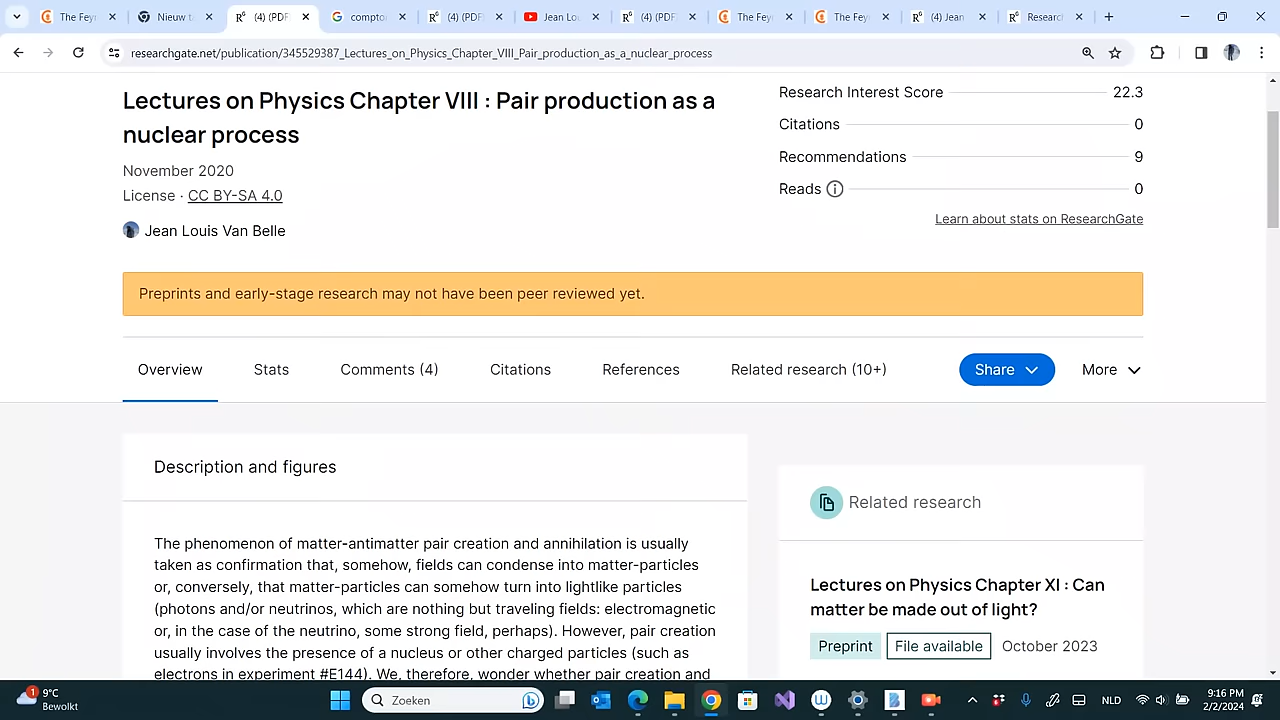 The Fey
Nieuw ta
(4) (PDF
compto
(4) (PD
Jean Lo
(4) (PDF
The Fey
The Fey
(4) Jean
Researc
researchgate.net/publication/345529387_Lectures_on_Physics_Chapter_VIII_Pair_production_as_a_nuclear_process
Lectures on Physics Chapter VIII : Pair production as a
nuclear process
November 2020
License · CC BY-SA 4.0
Jean Louis Van Belle
Research Interest Score 22.3
Citations 0
Recommendations 9
Reads 0
Learn about stats on ResearchGate
Preprints and early-stage research may not have been peer reviewed yet.
Overview Stats Comments (4) Citations References Related research (10+) Share More
Description and figures
The phenomenon of matter-antimatter pair creation and annihilation is usually
taken as confirmation that, somehow, fields can condense into matter-particles
or, conversely, that matter-particles can somehow turn into lightlike particles
(photons and/or neutrinos, which are nothing but traveling fields: electromagnetic
or, in the case of the neutrino, some strong field, perhaps). However, pair creation
usually involves the presence of a nucleus or other charged particles (such as
electrons in experiment #E144). We, therefore, wonder whether pair creation and
Related research
Lectures on Physics Chapter XI : Can
matter be made out of light?
Preprint File available October 2023
1
9°C
Bewolkt
Zoeken
NLD
9:16 PM
2/2/2024